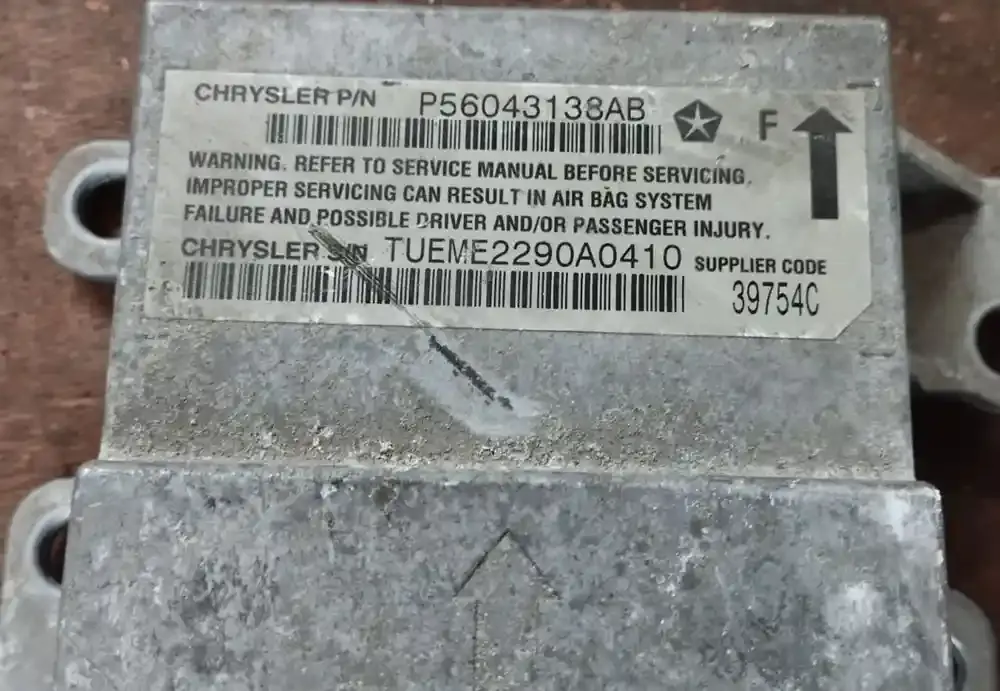 CHRYSLER P/N P56043138AB F
WARNING. REFER TO SERVICE MANUAL BEFORE SERVICING.
IMPROPER SERVICING CAN RESULT IN AIR BAG SYSTEM
FAILURE AND POSSIBLE DRIVER AND/OR PASSENGER INJURY.
CHRYSLER S/N TUEME2290A0410 SUPPLIER CODE
39754C